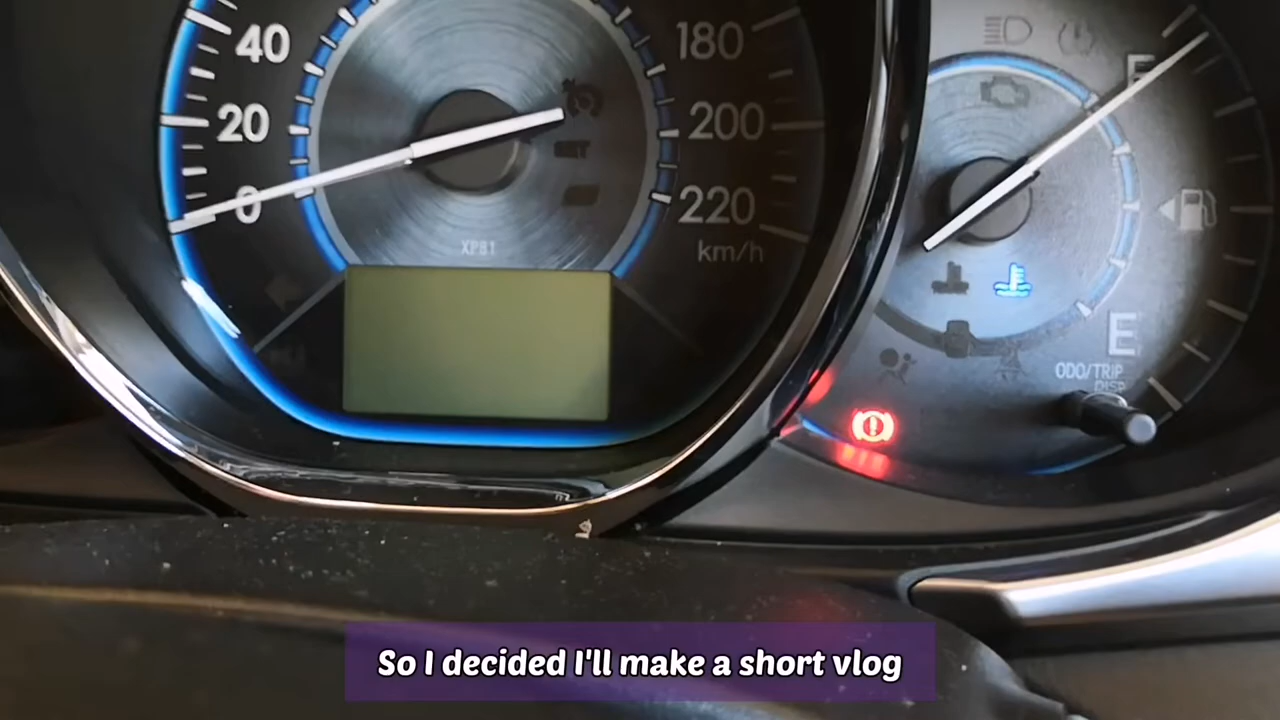 40
20
0
180
200
220
km/h
XP81
F
E
ODO/TRIP
DISP
So I decided I'll make a short vlog